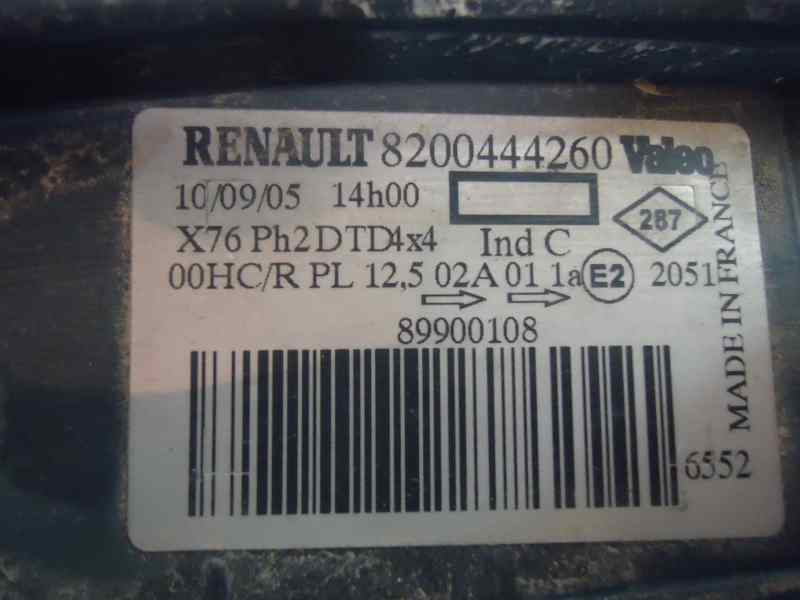 RENAULT 8200444260 Valeo
10/09/05 14h00
287
X76 Ph2 DTD4x4 Ind C
00HC/R PL 12,5 02A 01 1a E2 2051
89900108
6552
MADE IN FRANCE